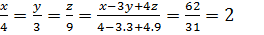 x/4 = y/3 = z/9 = (x-3y+4z)/(4-3.3+4.9) = 62/31 = 2